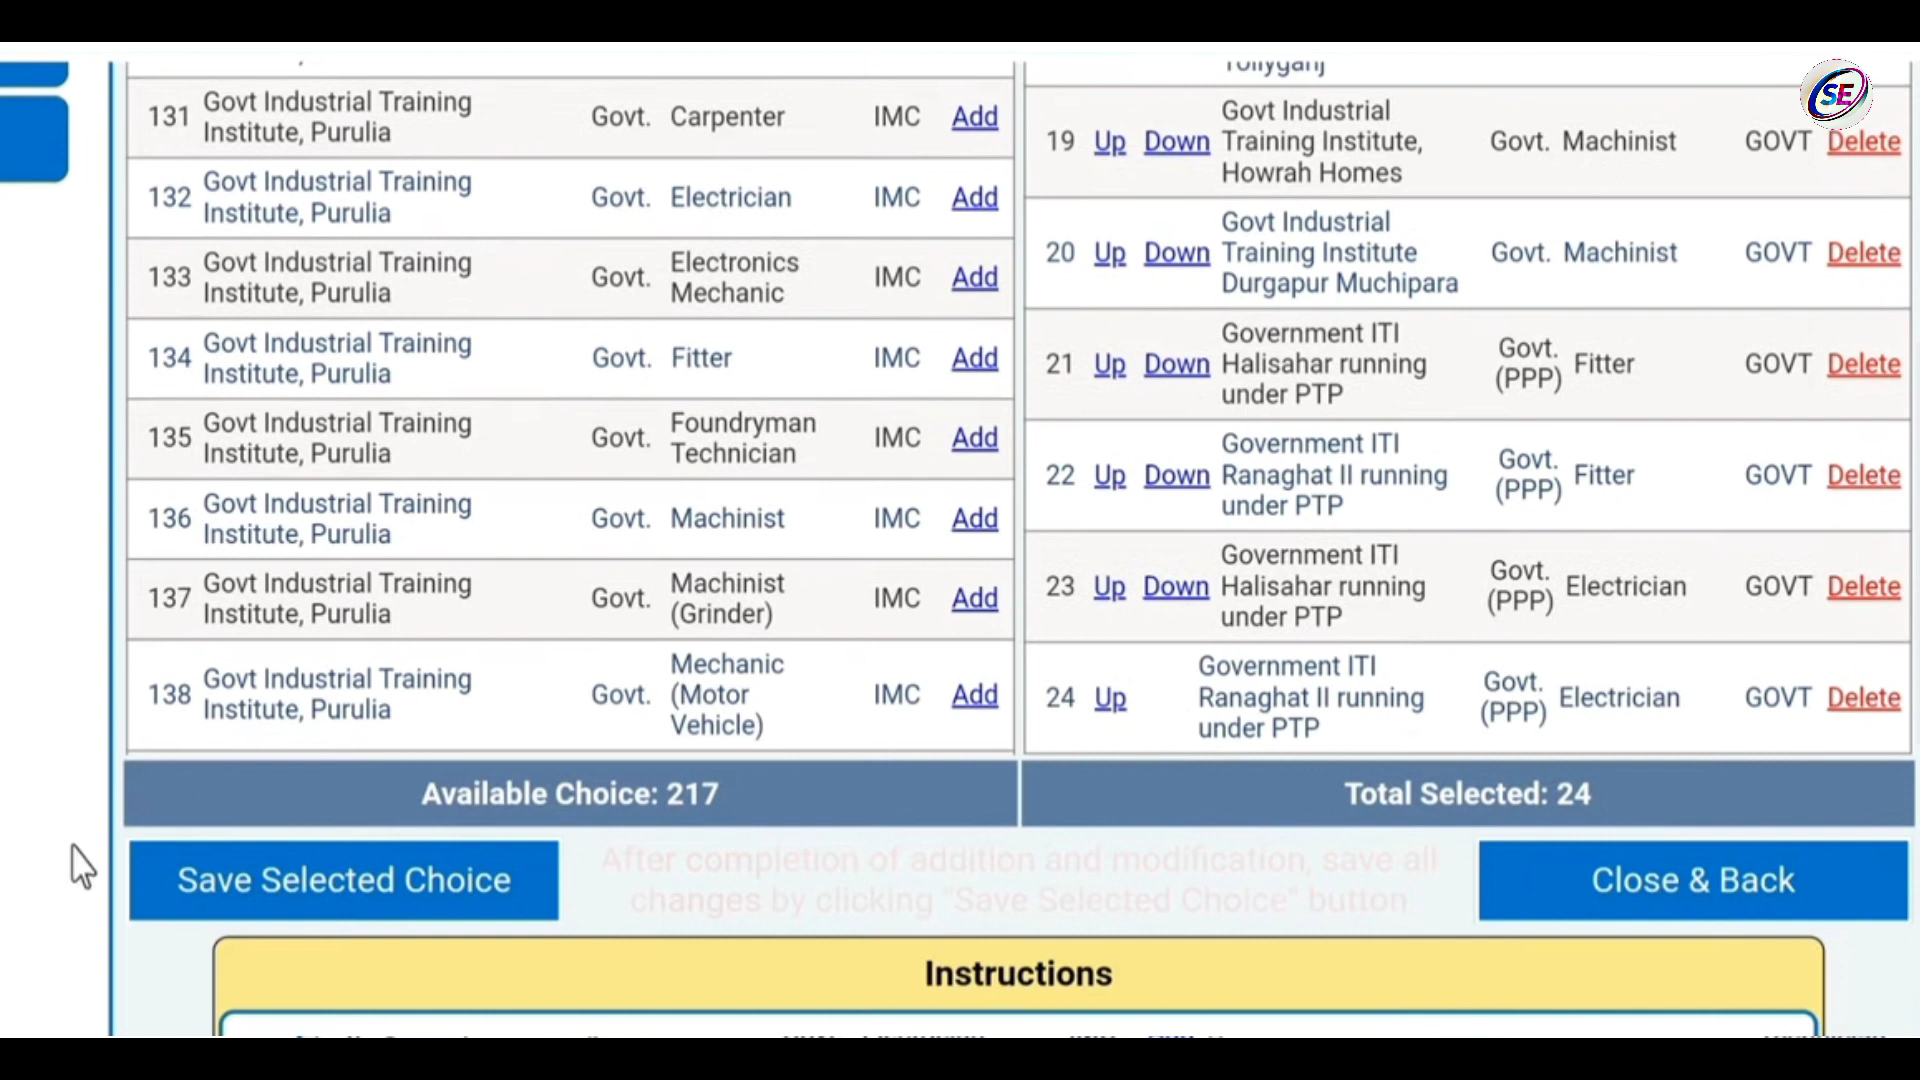 131 Govt Industrial Training Institute, Purulia Govt. Carpenter IMC Add
132 Govt Industrial Training Institute, Purulia Govt. Electrician IMC Add
133 Govt Industrial Training Institute, Purulia Govt. Electronics Mechanic IMC Add
134 Govt Industrial Training Institute, Purulia Govt. Fitter IMC Add
135 Govt Industrial Training Institute, Purulia Govt. Foundryman Technician IMC Add
136 Govt Industrial Training Institute, Purulia Govt. Machinist IMC Add
137 Govt Industrial Training Institute, Purulia Govt. Machinist (Grinder) IMC Add
138 Govt Industrial Training Institute, Purulia Govt. Mechanic (Motor Vehicle) IMC Add
Available Choice: 217
Tollyganj
SE
19 Up Down Govt Industrial Training Institute, Howrah Homes Govt. Machinist GOVT Delete
20 Up Down Govt Industrial Training Institute Durgapur Muchipara Govt. Machinist GOVT Delete
21 Up Down Government ITI Halisahar running under PTP Govt. (PPP) Fitter GOVT Delete
22 Up Down Government ITI Ranaghat II running under PTP Govt. (PPP) Fitter GOVT Delete
23 Up Down Government ITI Halisahar running under PTP Govt. (PPP) Electrician GOVT Delete
24 Up Government ITI Ranaghat II running under PTP Govt. (PPP) Electrician GOVT Delete
Total Selected: 24
Save Selected Choice
After completion of addition and modification, save all
changes by clicking "Save Selected Choice" button
Close & Back
Instructions